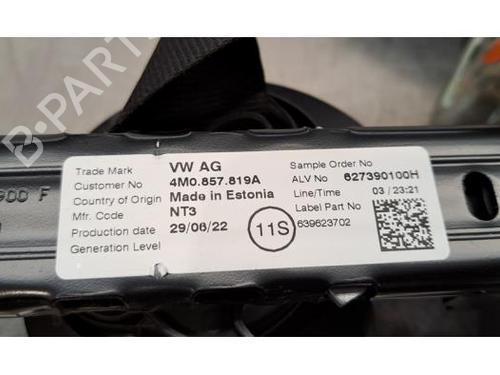 B-PARTS
Trade Mark VW AG Sample Order No
Customer No 4M0.857.819A ALV No 627390100H
Country of Origin Made in Estonia Line/Time 03 / 23:21
Mfr. Code NT3 Label Part No
Production date 29/06/22 11S 639623702
Generation Level
900 F